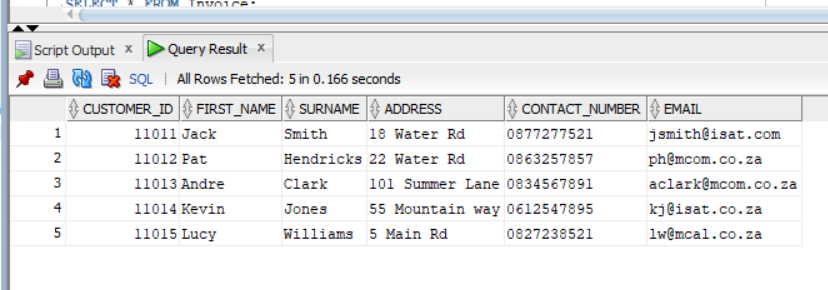 SELECT * FROM Invoice;
Script Output x Query Result x
SQL | All Rows Fetched: 5 in 0.166 seconds
CUSTOMER_ID FIRST_NAME SURNAME ADDRESS CONTACT_NUMBER EMAIL
1 11011 Jack Smith 18 Water Rd 0877277521 jsmith@isat.com
2 11012 Pat Hendricks 22 Water Rd 0863257857 ph@mcom.co.za
3 11013 Andre Clark 101 Summer Lane 0834567891 aclark@mcom.co.za
4 11014 Kevin Jones 55 Mountain way 0612547895 kj@isat.co.za
5 11015 Lucy Williams 5 Main Rd 0827238521 lw@mcal.co.za